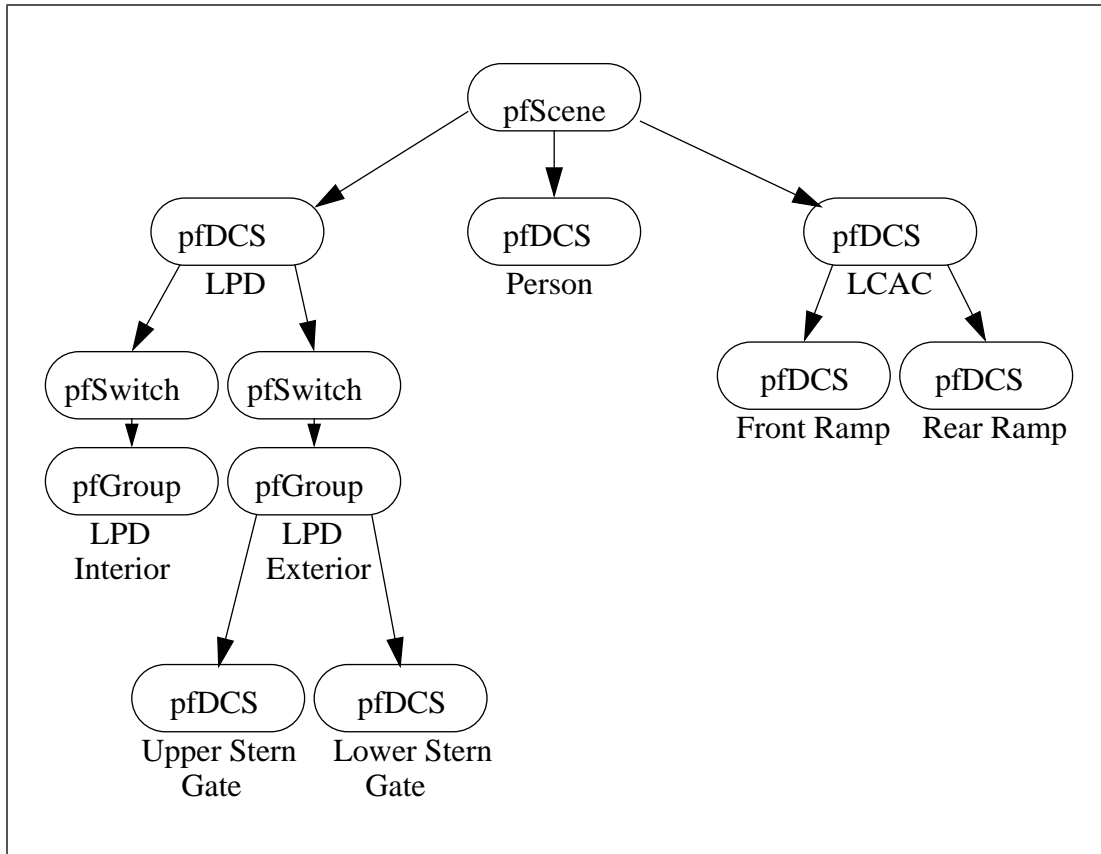 pfScene
pfDCS pfDCS pfDCS
LPD Person LCAC
pfSwitch pfSwitch pfDCS pfDCS
Front Ramp Rear Ramp
pfGroup pfGroup
LPD LPD
Interior Exterior
pfDCS pfDCS
Upper Stern Lower Stern
Gate Gate